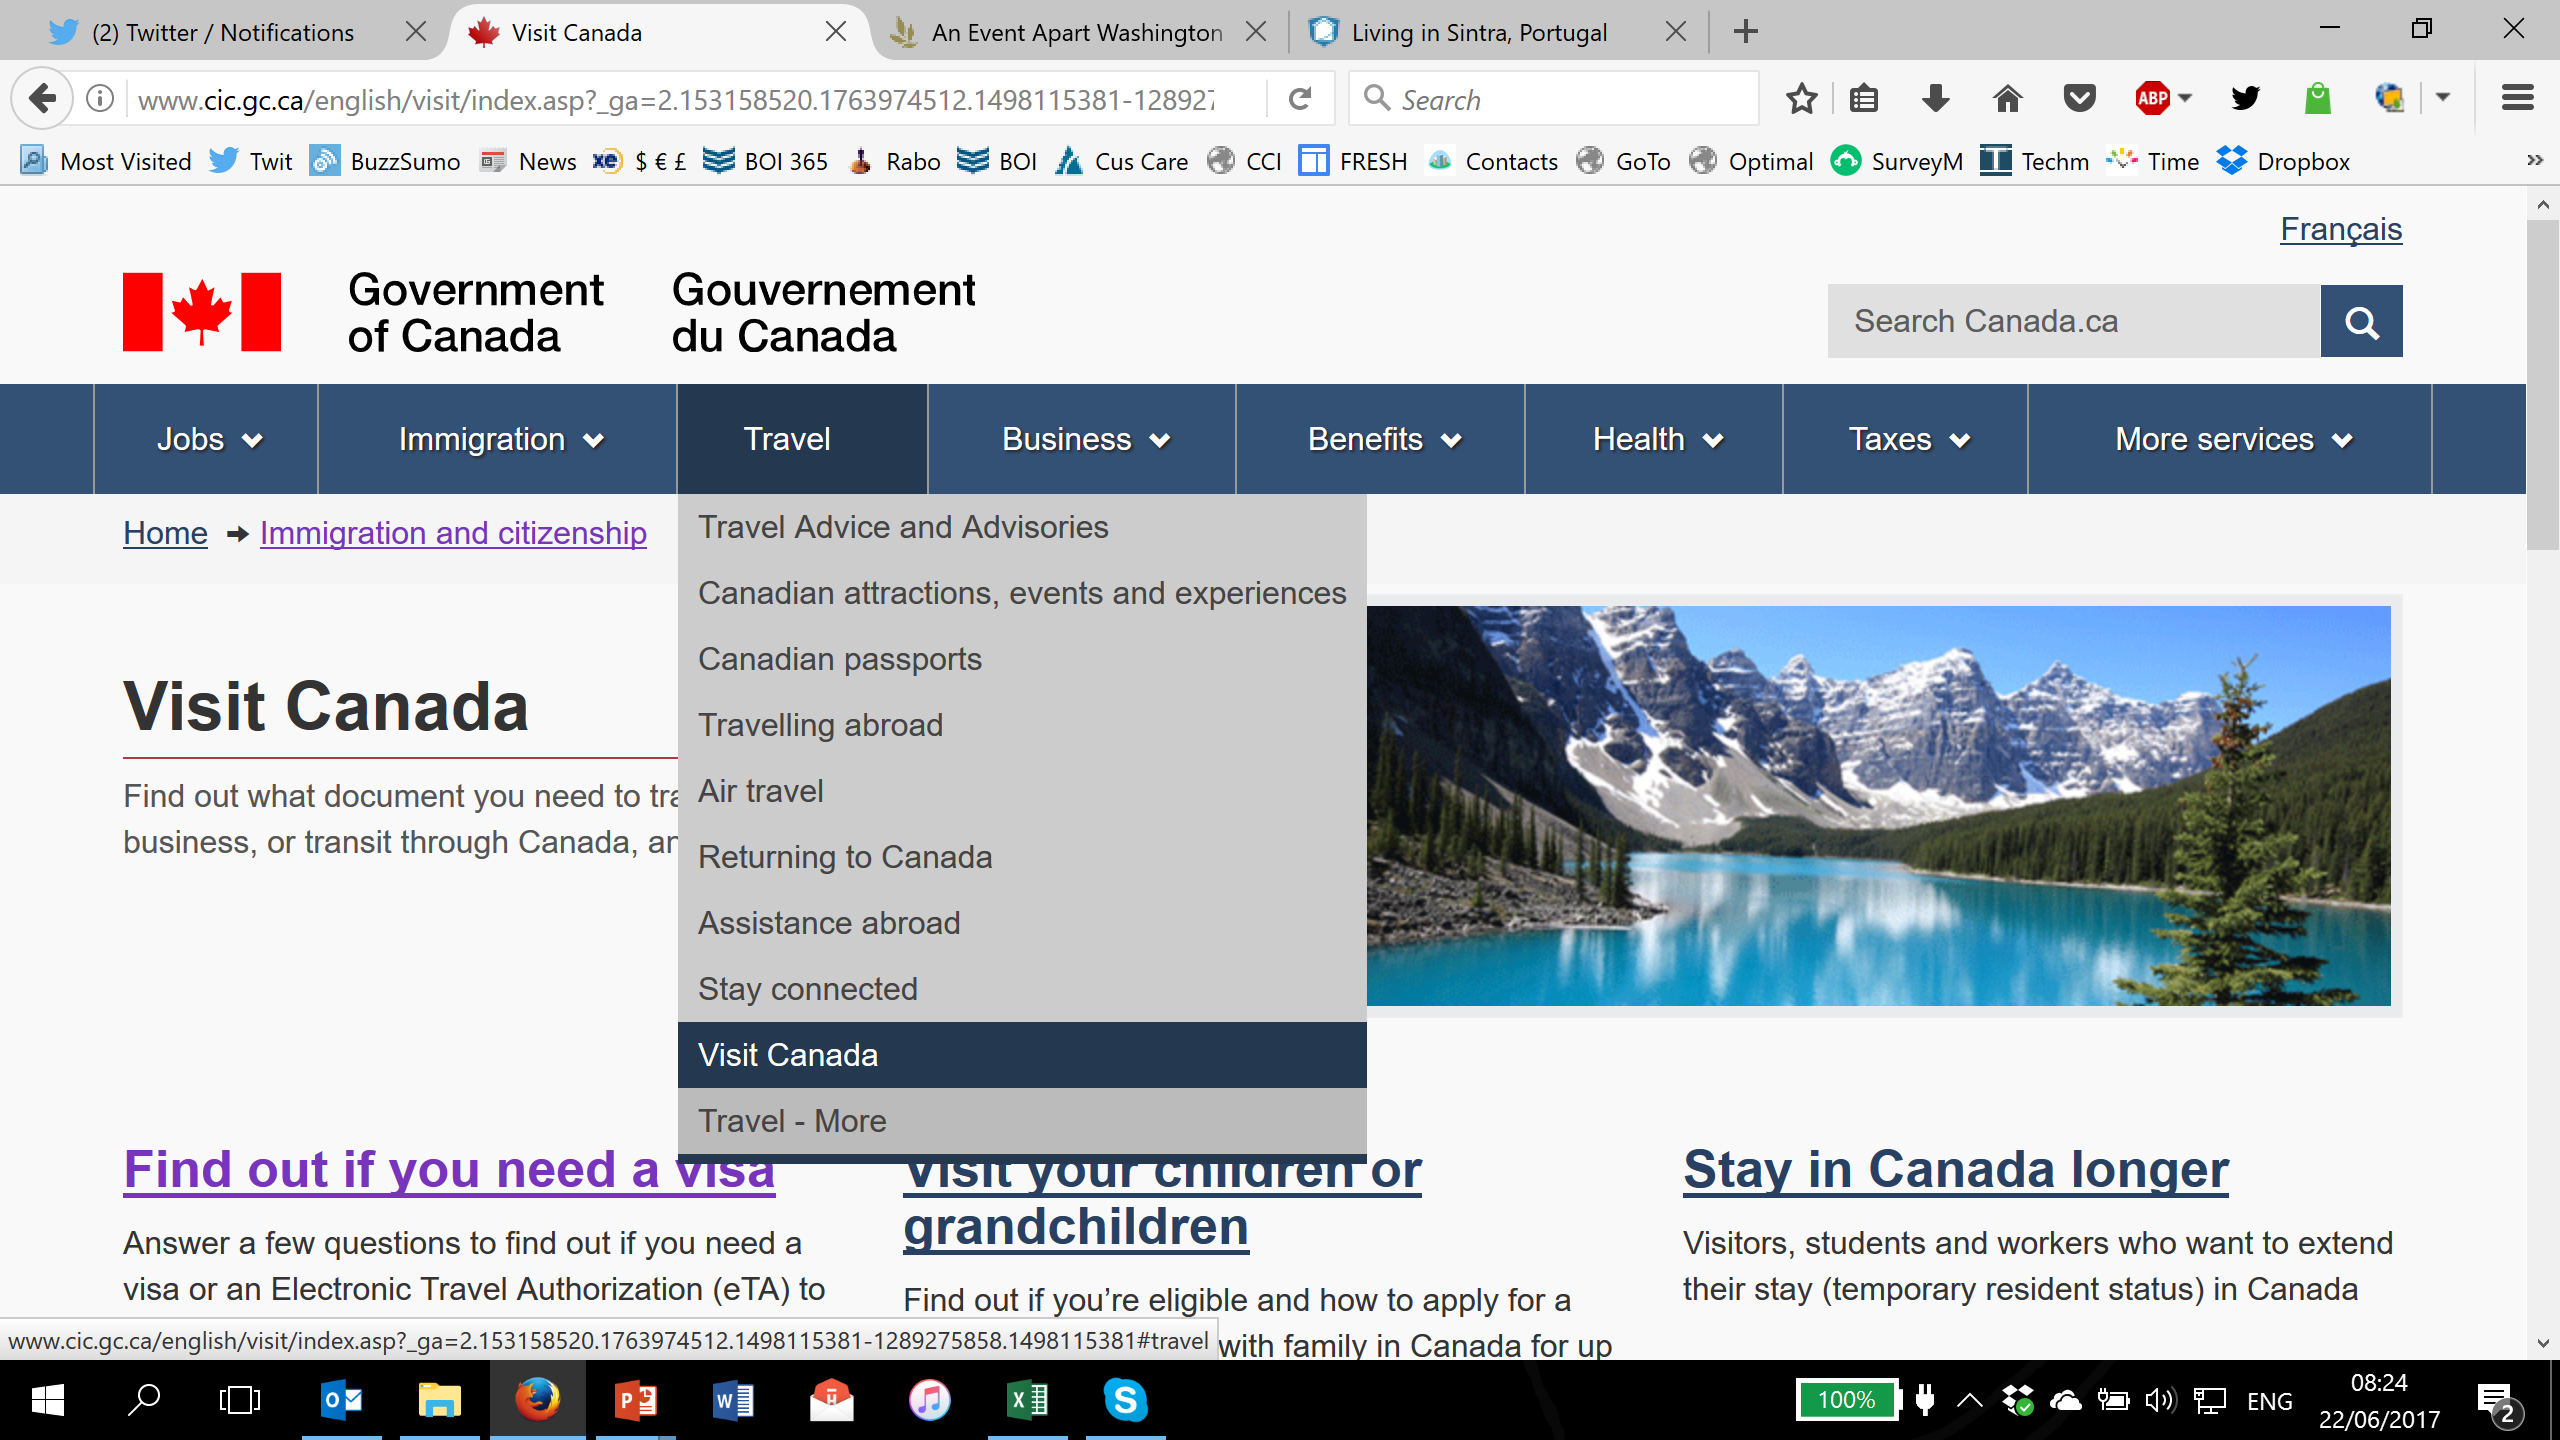 (2) Twitter / Notifications
Visit Canada
An Event Apart Washington
Living in Sintra, Portugal
www.cic.gc.ca/english/visit/index.asp?_ga=2.153158520.1763974512.1498115381-128927
Search
ABP
Most Visited
Twit
BuzzSumo
News
xe
$ € £
BOI 365
Rabo
BOI
Cus Care
CCI
FRESH
Contacts
GoTo
Optimal
SurveyM
Techm
Time
Dropbox
Français
Government of Canada
Gouvernement du Canada
Search Canada.ca
Jobs
Immigration
Travel
Business
Benefits
Health
Taxes
More services
Home
Immigration and citizenship
Travel Advice and Advisories
Canadian attractions, events and experiences
Canadian passports
Travelling abroad
Air travel
Returning to Canada
Assistance abroad
Stay connected
Visit Canada
Travel - More
Visit Canada
Find out what document you need to tra
business, or transit through Canada, an
Find out if you need a visa
Answer a few questions to find out if you need a
visa or an Electronic Travel Authorization (eTA) to
Visit your children or
grandchildren
Find out if you’re eligible and how to apply for a
with family in Canada for up
Stay in Canada longer
Visitors, students and workers who want to extend
their stay (temporary resident status) in Canada
www.cic.gc.ca/english/visit/index.asp?_ga=2.153158520.1763974512.1498115381-1289275858.1498115381#travel
100%
ENG
08:24
22/06/2017
2